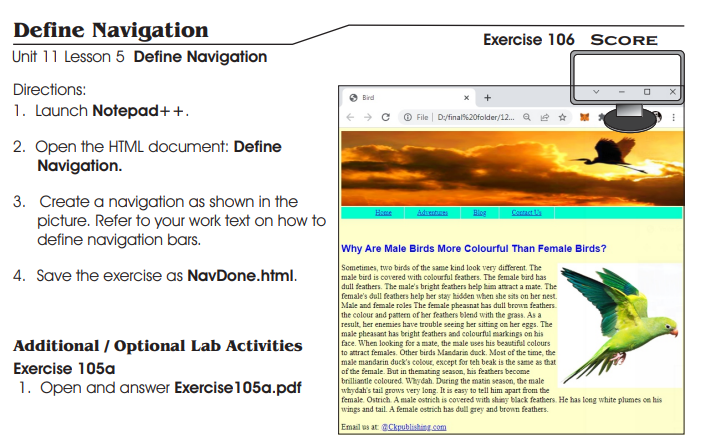 Define Navigation
Exercise 106 SCORE
Unit 11 Lesson 5 Define Navigation
Directions:
1. Launch Notepad++.
2. Open the HTML document: Define
Navigation.
3. Create a navigation as shown in the
picture. Refer to your work text on how to
define navigation bars.
4. Save the exercise as NavDone.html.
Additional / Optional Lab Activities
Exercise 105a
1. Open and answer Exercise105a.pdf
Bird
File | D:/final%20folder/12...
Home Adventures Blog Contact Us
Why Are Male Birds More Colourful Than Female Birds?
Sometimes, two birds of the same kind look very different. The
male bird is covered with colourful feathers. The female bird has
dull feathers. The male's bright feathers help him attract a mate. The
female's dull feathers help her stay hidden when she sits on her nest.
Male and female roles The female pheasnat has dull brown feathers.
the colour and pattern of her feathers blend with the grass. As a
result, her enemies have trouble seeing her sitting on her eggs. The
male pheasant has bright feathers and colourful markings on his
face. When looking for a mate, the male uses his beautiful colours
to attract females. Other birds Mandarin duck. Most of the time, the
male mandarin duck's colour, except for teh beak is the same as that
of the female. But in themating season, his feathers become
brilliantle coloured. Whydah. During the matin season, the male
whydah's tail grows very long. It is easy to tell him apart from the
female. Ostrich. A male ostrich is covered with shiny black feathers. He has long white plumes on his
wings and tail. A female ostrich has dull grey and brown feathers.
Email us at: @Ckpublishing.com